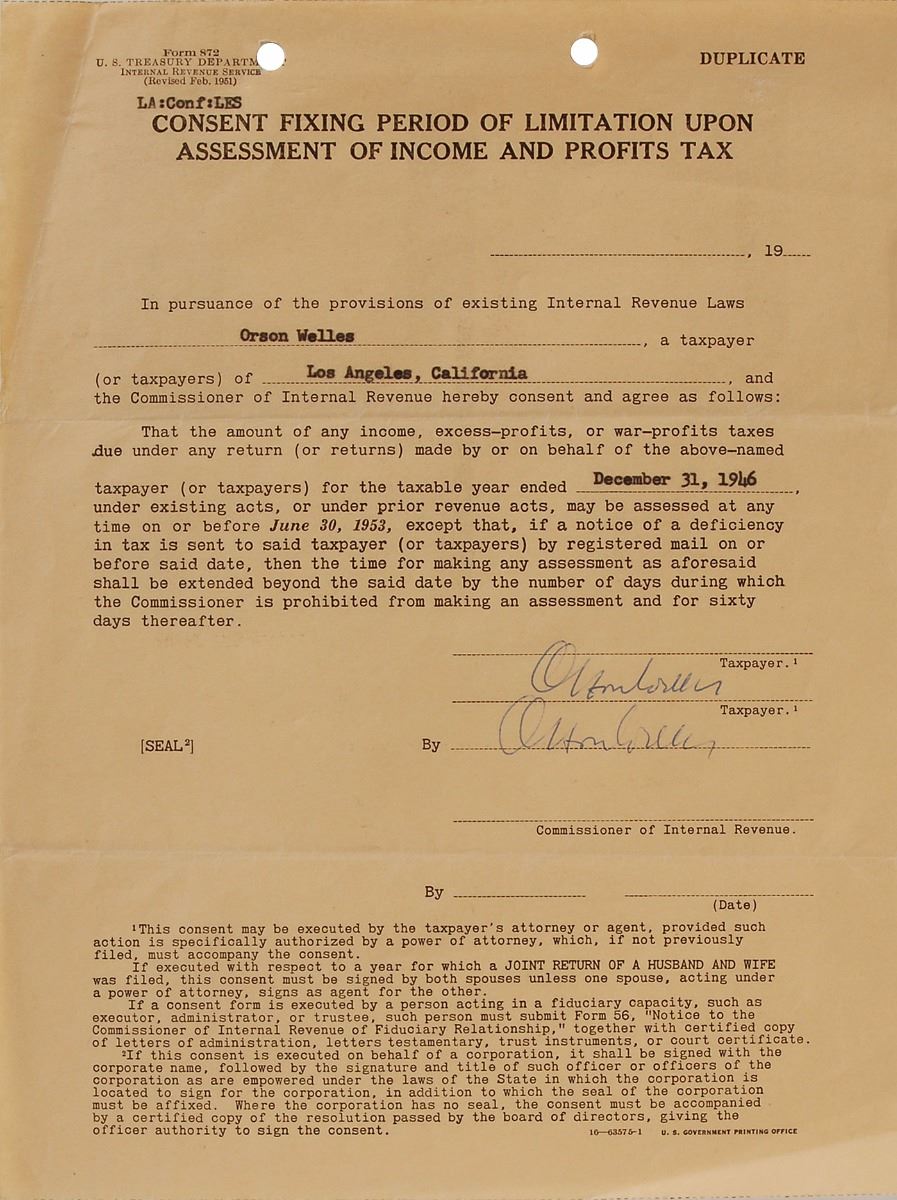 Form 872
U. S. TREASURY DEPARTM
INTERNAL REVENUE SERVICE
(Revised Feb. 1951)
DUPLICATE
LA:Conf:LES
CONSENT FIXING PERIOD OF LIMITATION UPON
ASSESSMENT OF INCOME AND PROFITS TAX
, 19
In pursuance of the provisions of existing Internal Revenue Laws
Orson Welles, a taxpayer
(or taxpayers) of Los Angeles, California, and
the Commissioner of Internal Revenue hereby consent and agree as follows:
That the amount of any income, excess-profits, or war-profits taxes
due under any return (or returns) made by or on behalf of the above-named
taxpayer (or taxpayers) for the taxable year ended December 31, 1946,
under existing acts, or under prior revenue acts, may be assessed at any
time on or before June 30, 1953, except that, if a notice of a deficiency
in tax is sent to said taxpayer (or taxpayers) by registered mail on or
before said date, then the time for making any assessment as aforesaid
shall be extended beyond the said date by the number of days during which
the Commissioner is prohibited from making an assessment and for sixty
days thereafter.
Taxpayer.¹
Orson Welles
Taxpayer.¹
[SEAL²] By Orson Welles
Commissioner of Internal Revenue.
By
(Date)
¹This consent may be executed by the taxpayer's attorney or agent, provided such
action is specifically authorized by a power of attorney, which, if not previously
filed, must accompany the consent.
If executed with respect to a year for which a JOINT RETURN OF A HUSBAND AND WIFE
was filed, this consent must be signed by both spouses unless one spouse, acting under
a power of attorney, signs as agent for the other.
If a consent form is executed by a person acting in a fiduciary capacity, such as
executor, administrator, or trustee, such person must submit Form 56, "Notice to the
Commissioner of Internal Revenue of Fiduciary Relationship," together with certified copy
of letters of administration, letters testamentary, trust instruments, or court certificate.
²If this consent is executed on behalf of a corporation, it shall be signed with the
corporate name, followed by the signature and title of such officer or officers of the
corporation as are empowered under the laws of the State in which the corporation is
located to sign for the corporation, in addition to which the seal of the corporation
must be affixed. Where the corporation has no seal, the consent must be accompanied
by a certified copy of the resolution passed by the board of directors, giving the
officer authority to sign the consent.
16—63575-1 U. S. GOVERNMENT PRINTING OFFICE